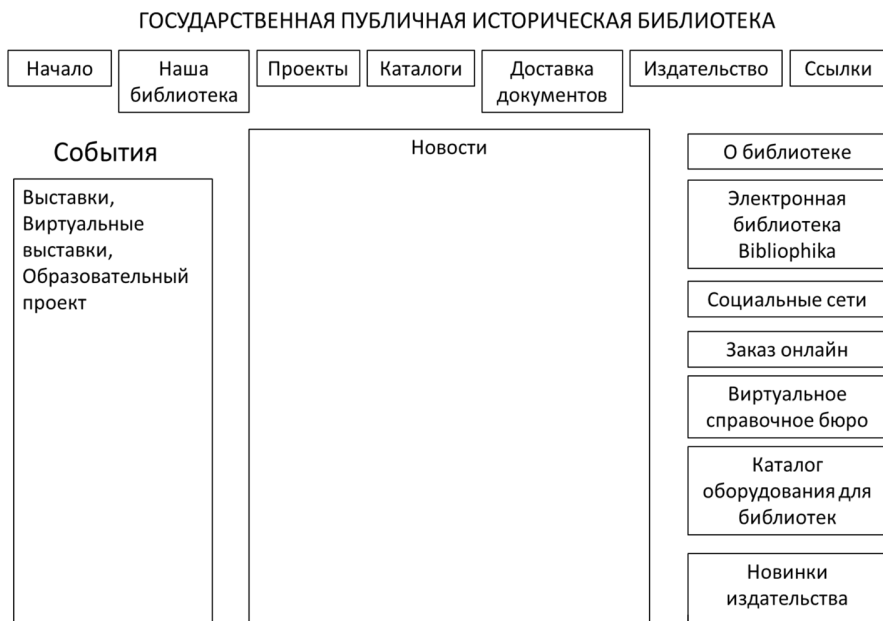 ГОСУДАРСТВЕННАЯ ПУБЛИЧНАЯ ИСТОРИЧЕСКАЯ БИБЛИОТЕКА
Начало
Наша
библиотека
Проекты
Каталоги
Доставка
документов
Издательство
Ссылки
События
Выставки,
Виртуальные
выставки,
Образовательный
проект
Новости
О библиотеке
Электронная
библиотека
Bibliophika
Социальные сети
Заказ онлайн
Виртуальное
справочное бюро
Каталог
оборудования для
библиотек
Новинки
издательства